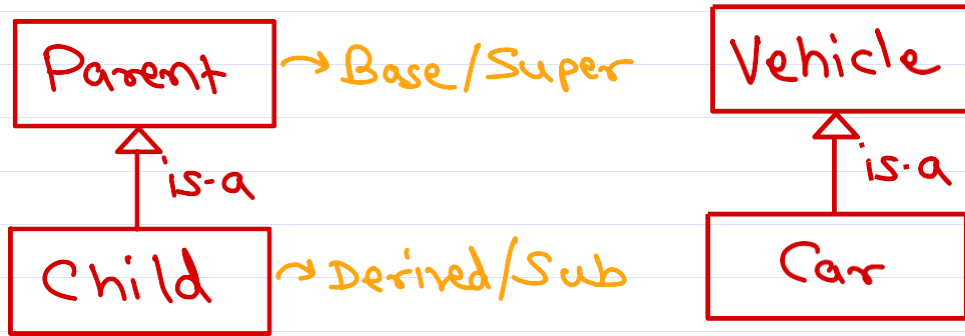 Parent → Base/Super
Vehicle
is-a
is-a
Child → Derived/Sub
Car